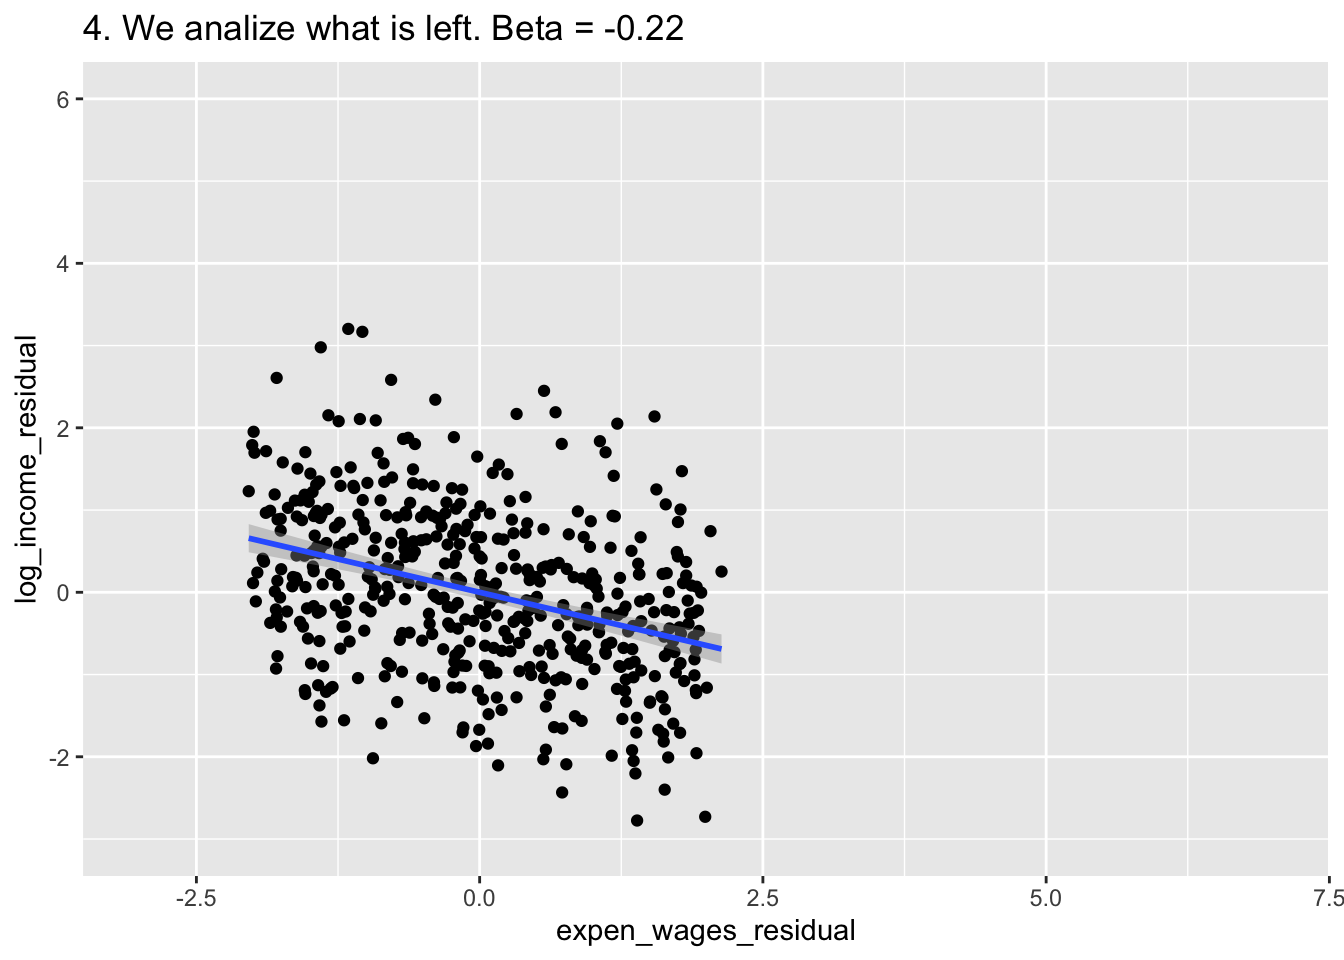 4. We analize what is left. Beta = -0.22
6
4
2
0
-2
log_income_residual
-2.5 0.0 2.5 5.0 7.5
expen_wages_residual